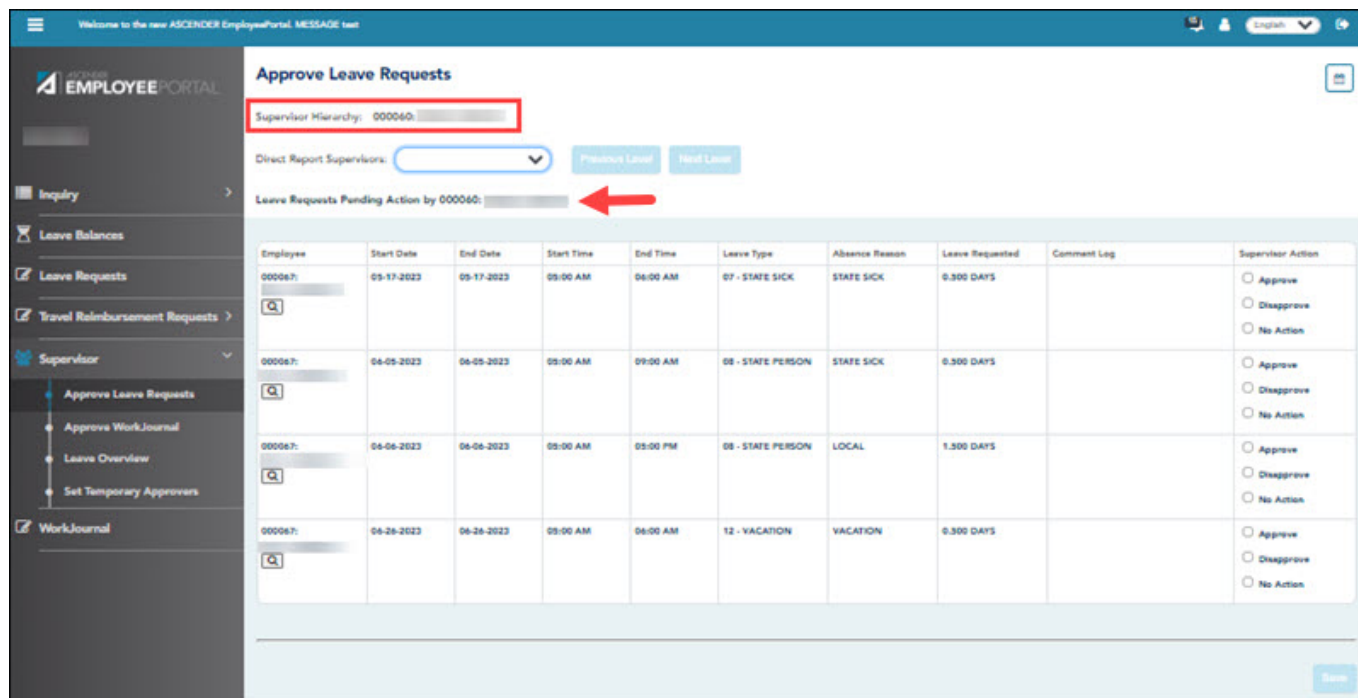 Welcome to the new ASCENDER EmployeePortal. MESSAGE test
English
ASCENDER
EMPLOYEEPORTAL
Inquiry
Leave Balances
Leave Requests
Travel Reimbursement Requests
Supervisor
Approve Leave Requests
Approve WorkJournal
Leave Overview
Set Temporary Approvers
WorkJournal
Approve Leave Requests
Supervisor Hierarchy: 000060:
Direct Report Supervisors:
Previous Level Next Level
Leave Requests Pending Action by 000060:
Employee Start Date End Date Start Time End Time Leave Type Absence Reason Leave Requested Comment Log Supervisor Action
000067: 05-17-2023 05-17-2023 05:00 AM 06:00 AM 07 - STATE SICK STATE SICK 0.500 DAYS
Approve
Disapprove
No Action
000067: 06-05-2023 06-05-2023 05:00 AM 09:00 AM 08 - STATE PERSON STATE SICK 0.500 DAYS
Approve
Disapprove
No Action
000067: 06-06-2023 06-06-2023 05:00 AM 05:00 PM 08 - STATE PERSON LOCAL 1.500 DAYS
Approve
Disapprove
No Action
000067: 06-26-2023 06-26-2023 05:00 AM 06:00 AM 12 - VACATION VACATION 0.500 DAYS
Approve
Disapprove
No Action
Save